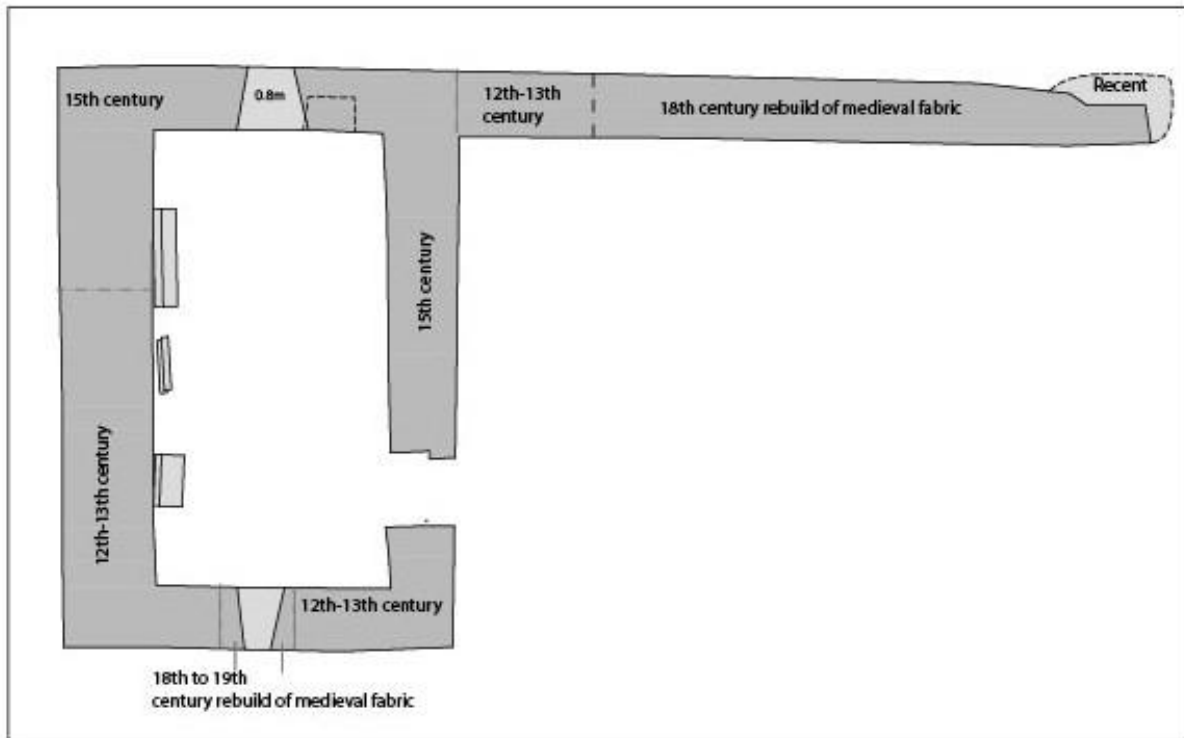 15th century
0.8m
12th-13th
century
18th century rebuild of medieval fabric
Recent
15th century
12th-13th century
12th-13th century
18th to 19th
century rebuild of medieval fabric